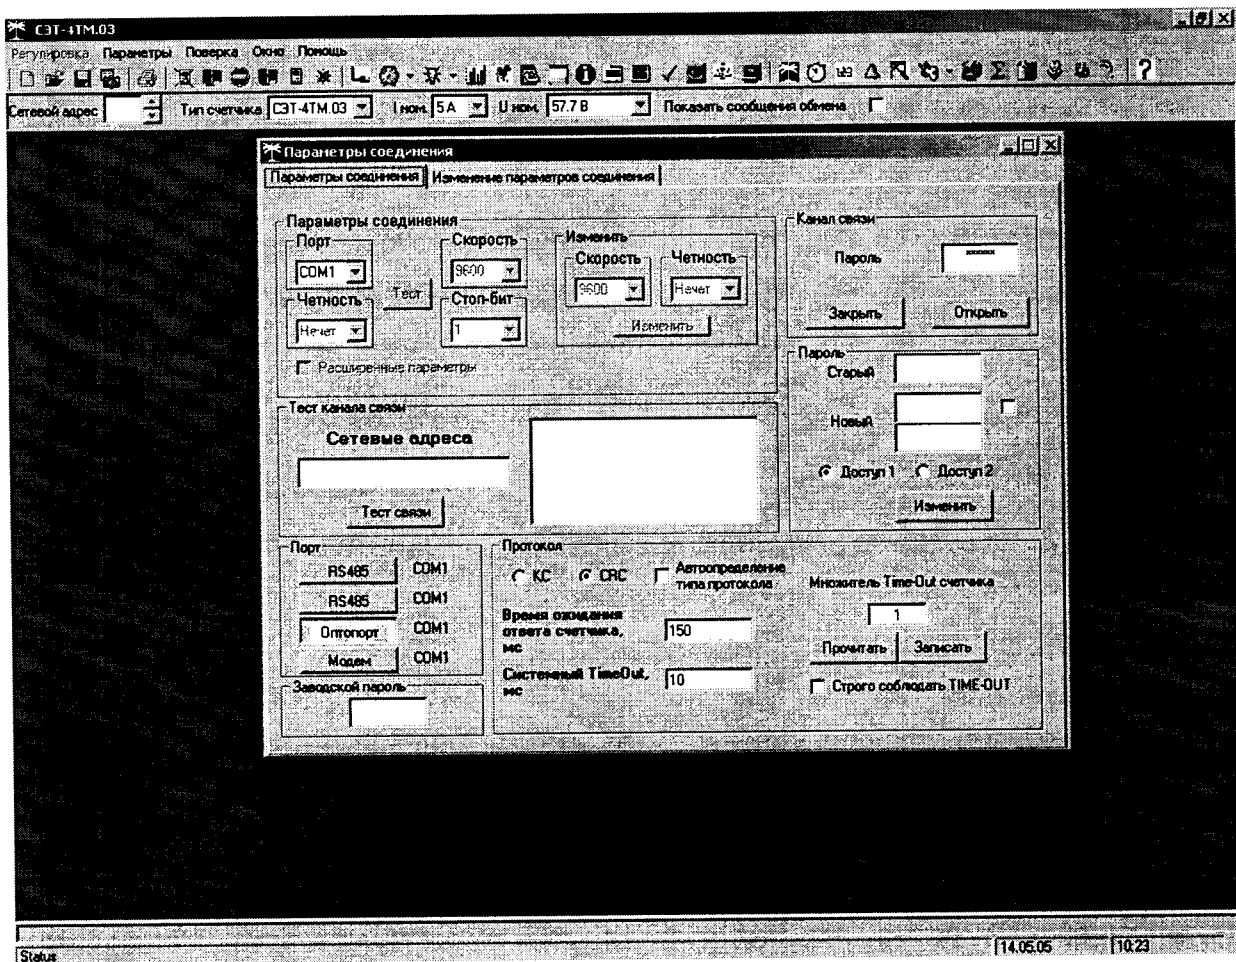 СЭТ-4ТМ.03
Регулировка Параметры Поверка Окно Помощь
Сетевой адрес Тип счетчика СЭТ-4ТМ.03 I ном. 5 А U ном. 57.7 В Показать сообщения обмена
Параметры соединения
Параметры соединения Изменение параметров соединения
Параметры соединения
Порт
COM1
Четность
Нечет
Тест
Скорость
9600
Стоп-бит
1
Расширенные параметры
Изменить
Скорость
9600
Четность
Нечет
Изменить
Канал связи
Пароль ******
Закрыть Открыть
Пароль
Старый
Новый
Доступ 1 Доступ 2
Изменить
Тест канала связи
Сетевые адреса
Тест связи
Порт
RS485 COM1
RS485 COM1
Оптопорт COM1
Модем COM1
Заводской пароль
Протокол
КС CRC
Автоопределение
типа протокола
Время ожидания
ответа счетчика,
мс
150
Системный TimeOut,
мс
10
Множитель Time-Out счетчика
1
Прочитать Записать
Строго соблюдать TIME-OUT
Status 14.05.05 10:23